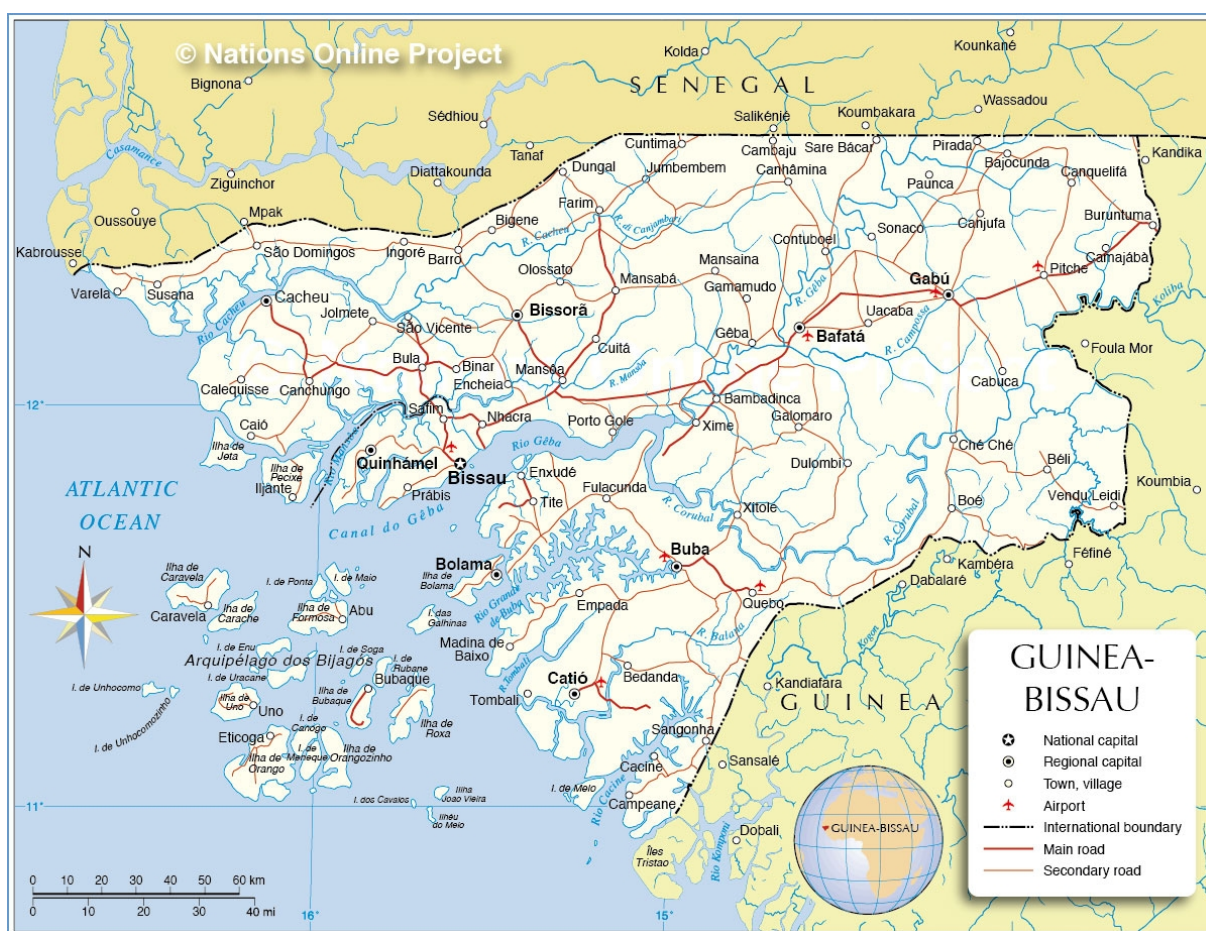 © Nations Online Project
Kolda
Kounkané
Bignona
SENEGAL
Wassadou
Sédhiou
Salikénié
Koumbakara
Casamance
Tanaf
Cuntima
Cambaju
Sare Bácar
Pirada
Bajocunda
Kandika
Ziguinchor
Diattakounda
Dungal
Jumbembem
Canhâmina
Paunca
Canquelifá
Oussouye
Mpak
Bigene
Farim
R. Cacheu
R. di Canjambari
Contuboel
Sonaco
Canjufa
Buruntuma
Kabrousse
São Domingos
Ingoré
Barro
Camajábà
Olossato
Mansabá
Mansaina
Gabú
Pitche
Varela
Susana
Cacheu
Gamamudo
R. Gêba
Koliba
Rio Cacheu
Jolmete
São Vicente
Bissorã
Uacaba
Bafatá
R. Campossa
Gêba
Foula Mor
Cuitá
Bula
Binar
Calequisse
Canchungo
Encheia
Mansôa
R. Mansôa
Cabuca
12°
Bambadinca
Safim
Nhacra
Porto Gole
Xime
Galomaro
Caió
Rio Mansôa
Rio Gêba
Ché Ché
Ilha de
Jeta
Quinhámel
Bissau
Dulombi
Béli
Ilha de
Pecixe
Enxudé
Iljante
Prábis
Fulacunda
Vendu Leidi
Koumbia
ATLANTIC
OCEAN
Tite
R. Corubal
Xitole
R. Corubal
Boé
Canal do Gêba
N
Buba
Féfiné
Bolama
Kambéra
Ilha de
Caravela
I. de Ponta
I. de Maio
Ilha de
Bolama
Dabalaré
Caravela
Ilha de
Carache
Ilha de
Formosa
Abu
I. das
Galhinas
Rio Grande
de Buba
Empada
Quebo
Kogon
R. Balana
I. de Enu
Madina de
Baixo
Arquipélago dos Bijagós
I. de Soga
I. de
Rubane
R. Tombali
Bedanda
I. de Unhocomo
I. de Uracane
Bubaque
Catió
Kandiafara
Ilha de
Uno
Uno
Ilha de
Bubaque
Tombali
GUINEA
I. de Unhocomozinho
Ilha de
Roxa
Eticoga
I. de
Canogo
Sangonha
Ilha de
Orango
I. de
Meneque
Ilha de
Orangozinho
Cacine
Sansalé
I. dos Cavalos
Ilha
Joao Vieira
I. de Melo
Rio Cacine
Campeane
11°
Ilhéu
do Meio
Îles
Tristao
Rio Komponi
Dobali
GUINEA-BISSAU
0 10 20 30 40 50 60 km
0 10 20 30 40 mi
16°
15°
GUINEA-
BISSAU
National capital
Regional capital
Town, village
Airport
International boundary
Main road
Secondary road